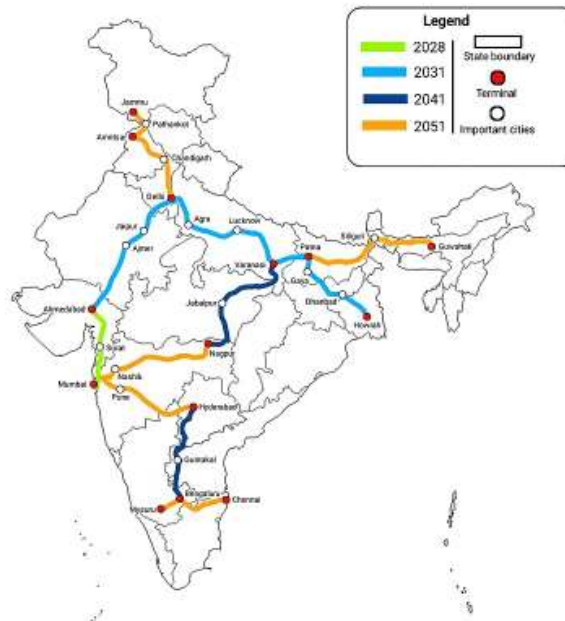 Legend
2028
2031
2041
2051
State boundary
Terminal
Important cities
Jammu
Pathankot
Amritsar
Chandigarh
Delhi
Agra
Lucknow
Jaipur
Ajmer
Varanasi
Patna
Siliguri
Guwahati
Gaya
Dhanbad
Howrah
Ahmedabad
Jabalpur
Surat
Nagpur
Nashik
Mumbai
Pune
Hyderabad
Guntakal
Bengaluru
Chennai
Mysuru